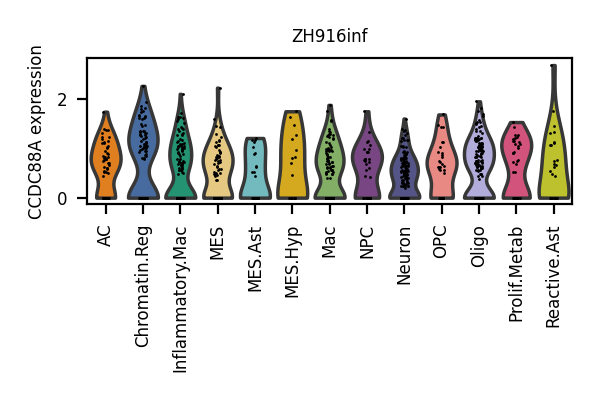 ZH916inf
CCDC88A expression
2
0
AC
Chromatin.Reg
Inflammatory.Mac
MES
MES.Ast
MES.Hyp
Mac
NPC
Neuron
OPC
Oligo
Prolif.Metab
Reactive.Ast